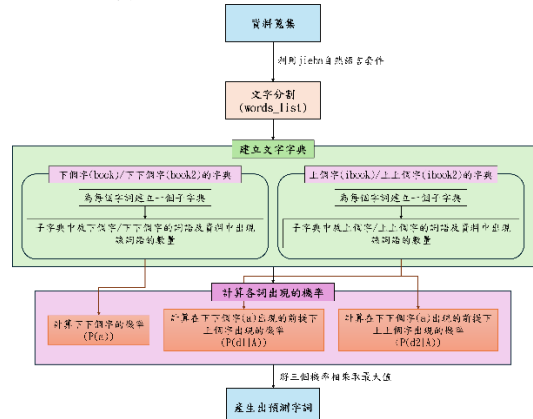 資料蒐集
利用jieba自然語言套件
文字分割
(words_list)
建立文字字典
下個字(book)/下下個字(book2)的字典
為每個字詞建立一個子字典
子字典中放下個字/下下個字的詞語及資料中出現
該詞語的數量
上個字(ibook)/上上個字(ibook2)的字典
為每個字詞建立一個子字典
子字典中放上個字/上上個字的詞語及資料中出現
該詞語的數量
計算各詞出現的機率
計算下下個字的機率
(P(a))
計算在下下個字(a)出現的前提下
上個字出現的機率
(P(d1|A)
計算在下下個字(a)出現的前提下
上上個字出現的機率
(P(d2|A)
將三個機率相乘取最大值
產生出預測字詞